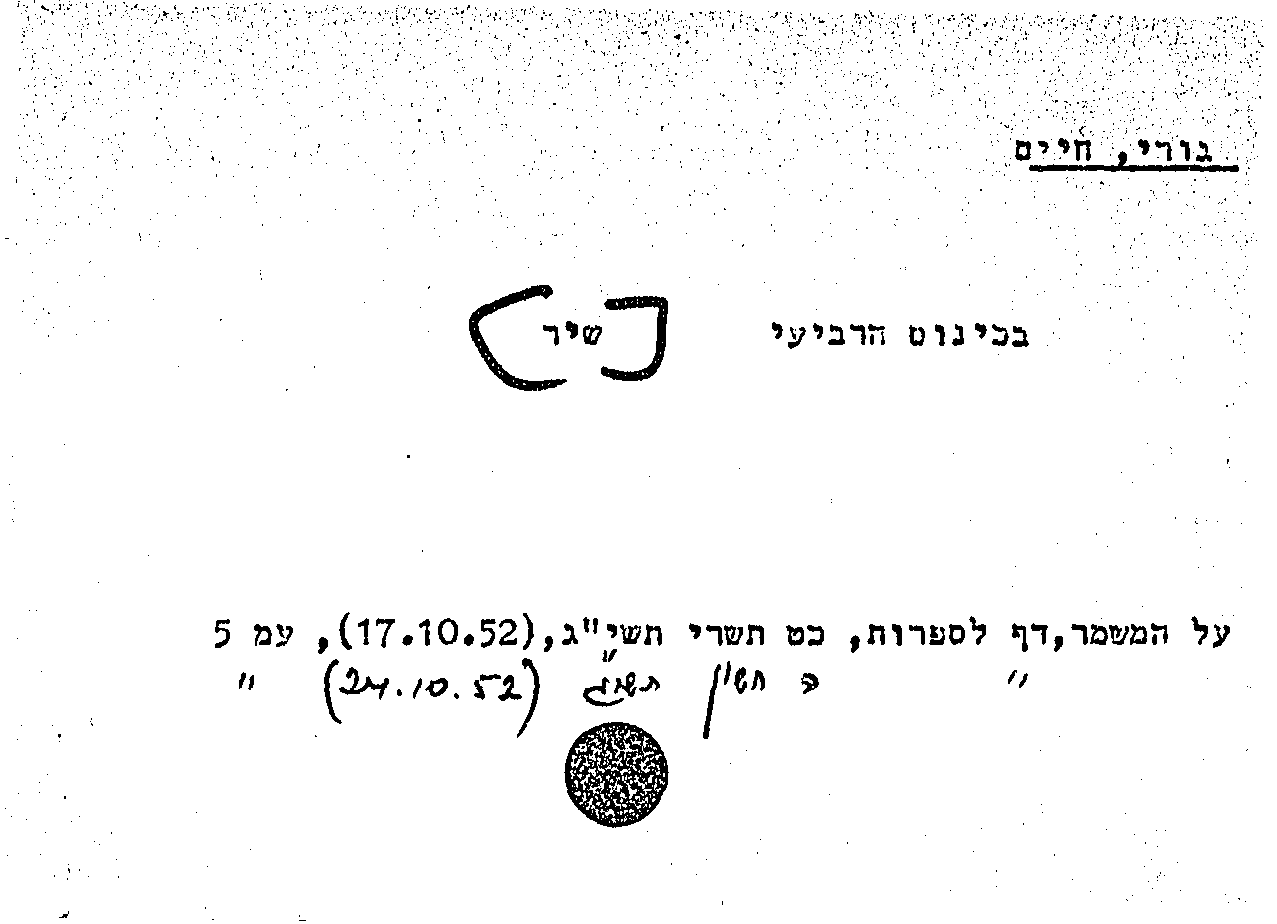 גורי, חיים
בכינוס הרביעי [שיר]
על המשמר, דף לספרות, כט תשרי תשי"ג, (17.10.52), עמ 5
" ה חשון תשי"ג (24.10.52) "